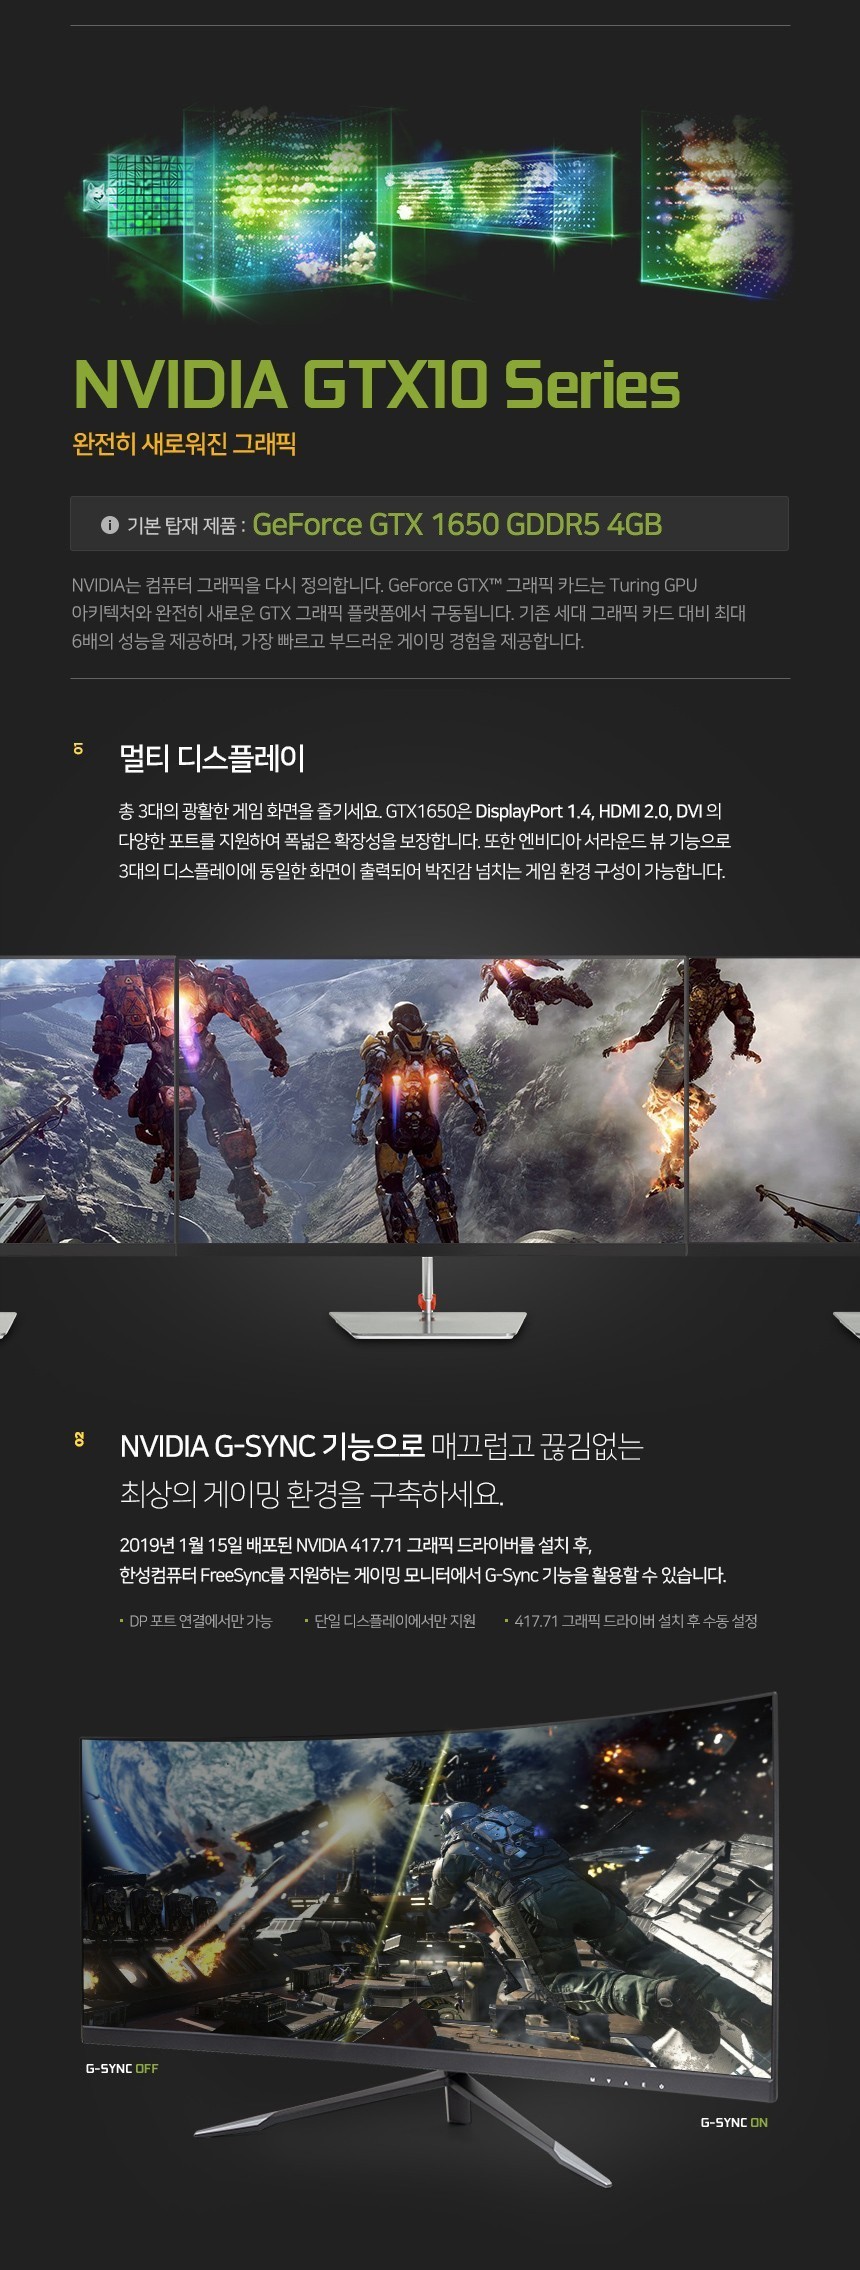 NVIDIA GTX10 Series
완전히 새로워진 그래픽
i 기본 탑재 제품 : GeForce GTX 1650 GDDR5 4GB
NVIDIA는 컴퓨터 그래픽을 다시 정의합니다. GeForce GTX™ 그래픽 카드는 Turing GPU
아키텍처와 완전히 새로운 GTX 그래픽 플랫폼에서 구동됩니다. 기존 세대 그래픽 카드 대비 최대
6배의 성능을 제공하며, 가장 빠르고 부드러운 게이밍 경험을 제공합니다.
01
멀티 디스플레이
총 3대의 광활한 게임 화면을 즐기세요. GTX1650은 DisplayPort 1.4, HDMI 2.0, DVI 의
다양한 포트를 지원하여 폭넓은 확장성을 보장합니다. 또한 엔비디아 서라운드 뷰 기능으로
3대의 디스플레이에 동일한 화면이 출력되어 박진감 넘치는 게임 환경 구성이 가능합니다.
02
NVIDIA G-SYNC 기능으로 매끄럽고 끊김없는
최상의 게이밍 환경을 구축하세요.
2019년 1월 15일 배포된 NVIDIA 417.71 그래픽 드라이버를 설치 후,
한성컴퓨터 FreeSync를 지원하는 게이밍 모니터에서 G-Sync 기능을 활용할 수 있습니다.
DP 포트 연결에서만 가능
단일 디스플레이에서만 지원
417.71 그래픽 드라이버 설치 후 수동 설정
G-SYNC OFF
G-SYNC ON